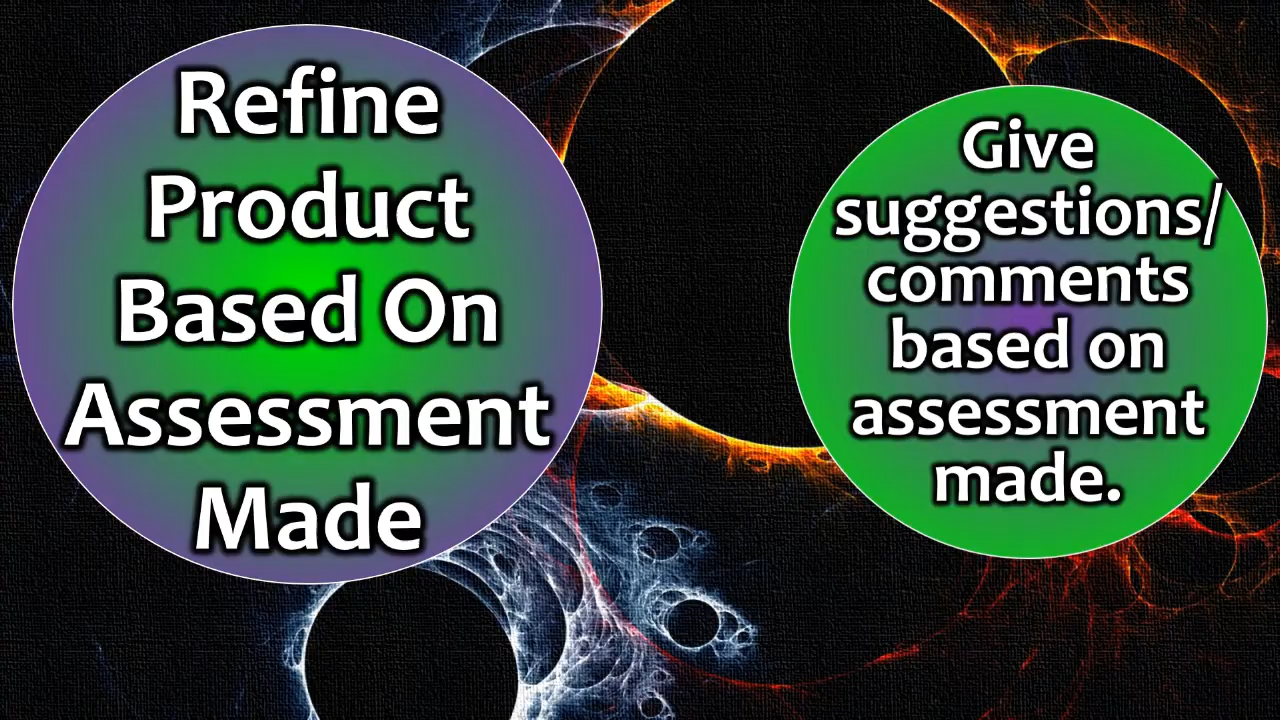 Refine
Product
Based On
Assessment
Made
Give
suggestions/
comments
based on
assessment
made.